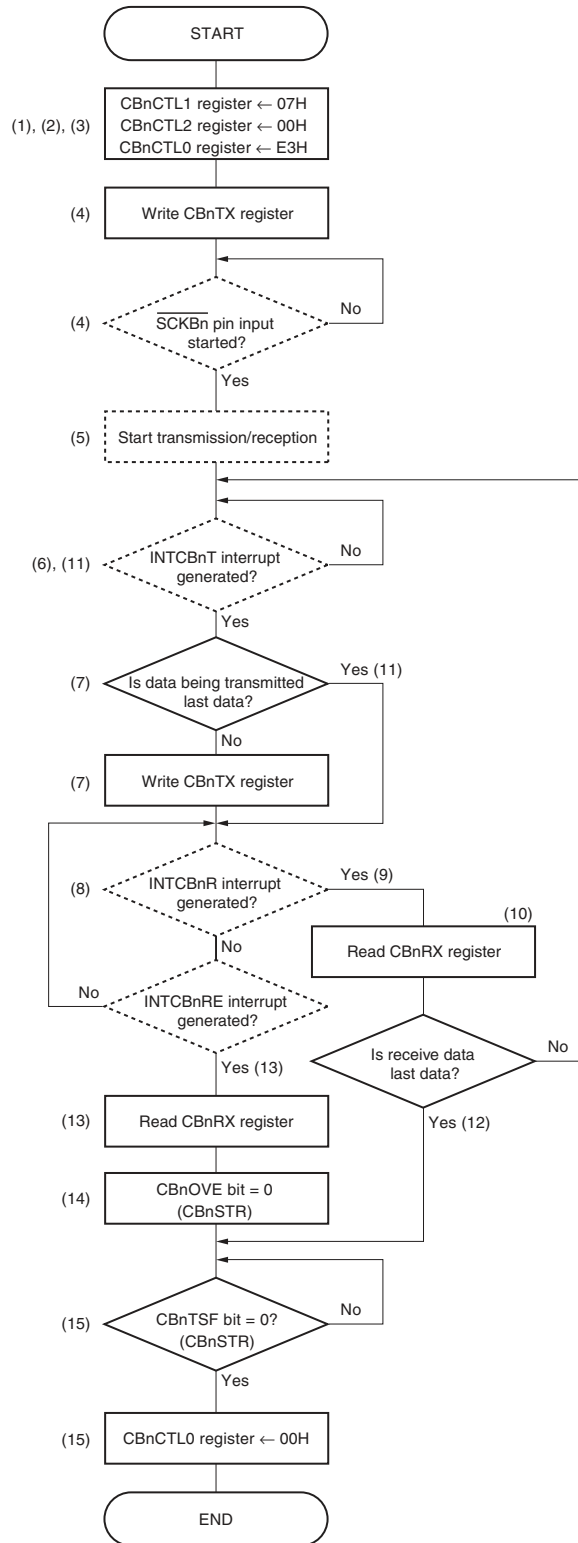 START
(1), (2), (3)
CBnCTL1 register ← 07H
CBnCTL2 register ← 00H
CBnCTL0 register ← E3H
(4)
Write CBnTX register
(4)
SCKBn pin input
started?
No
Yes
(5)
Start transmission/reception
(6), (11)
INTCBnT interrupt
generated?
No
Yes
(7)
Is data being transmitted
last data?
Yes (11)
No
(7)
Write CBnTX register
(8)
INTCBnR interrupt
generated?
Yes (9)
No
(10)
Read CBnRX register
No
INTCBnRE interrupt
generated?
Yes (13)
Is receive data
last data?
No
Yes (12)
(13)
Read CBnRX register
(14)
CBnOVE bit = 0
(CBnSTR)
(15)
CBnTSF bit = 0?
(CBnSTR)
No
Yes
(15)
CBnCTL0 register ← 00H
END